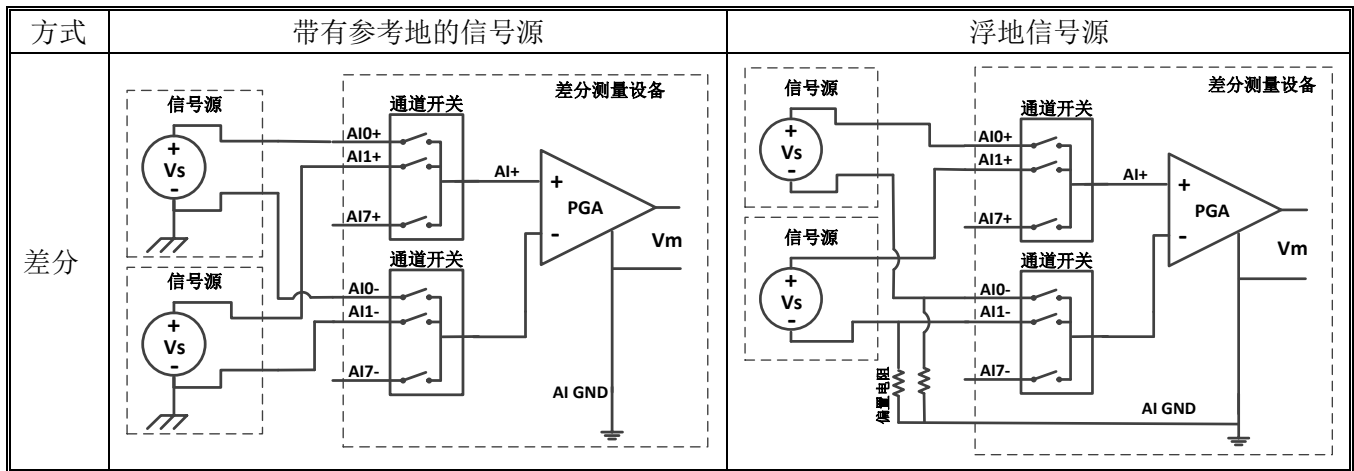 方式
带有参考地的信号源
浮地信号源
差分
差分测量设备
信号源
通道开关
AI0+
AI1+
AI7+
+
Vs
-
AI+
+
PGA
-
Vm
信号源
通道开关
AI0-
AI1-
AI7-
+
Vs
-
AI GND
差分测量设备
信号源
通道开关
AI0+
AI1+
AI7+
+
Vs
-
AI+
+
PGA
-
Vm
信号源
通道开关
AI0-
AI1-
AI7-
+
Vs
-
偏置电阻
AI GND